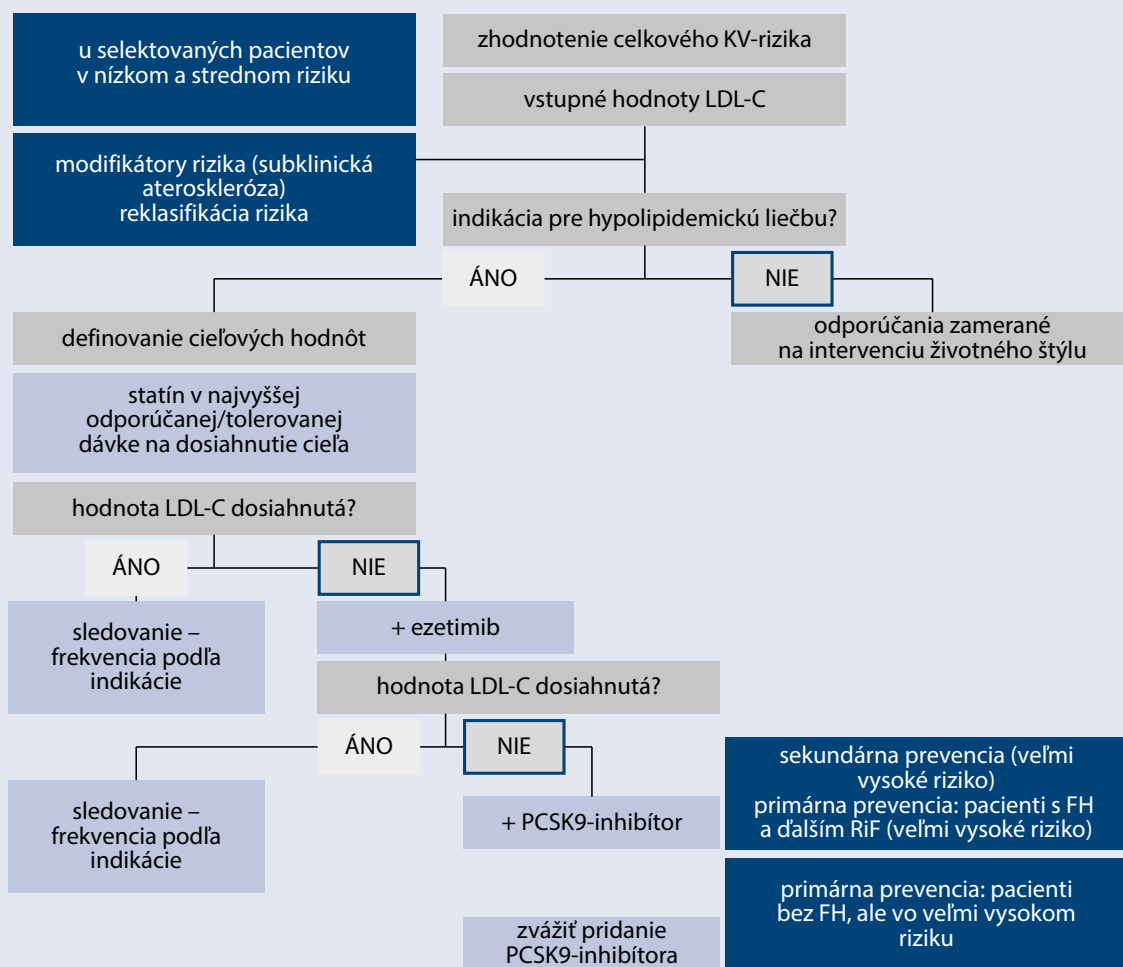 u selektovaných pacientov
v nízkom a strednom riziku
zhodnotenie celkového KV-rizika
vstupné hodnoty LDL-C
modifikátory rizika (subklinická
ateroskleróza)
reklasifikácia rizika
indikácia pre hypolipidemickú liečbu?
ÁNO
NIE
definovanie cieľových hodnôt
odporúčania zamerané
na intervenciu životného štýlu
statín v najvyššej
odporúčanej/tolerovanej
dávke na dosiahnutie cieľa
hodnota LDL-C dosiahnutá?
ÁNO
NIE
sledovanie –
frekvencia podľa
indikácie
+ ezetimib
hodnota LDL-C dosiahnutá?
ÁNO
NIE
sledovanie –
frekvencia podľa
indikácie
+ PCSK9-inhibítor
sekundárna prevencia (veľmi
vysoké riziko)
primárna prevencia: pacienti s FH
a ďalším RiF (veľmi vysoké riziko)
zvážiť pridanie
PCSK9-inhibítora
primárna prevencia: pacienti
bez FH, ale vo veľmi vysokom
riziku